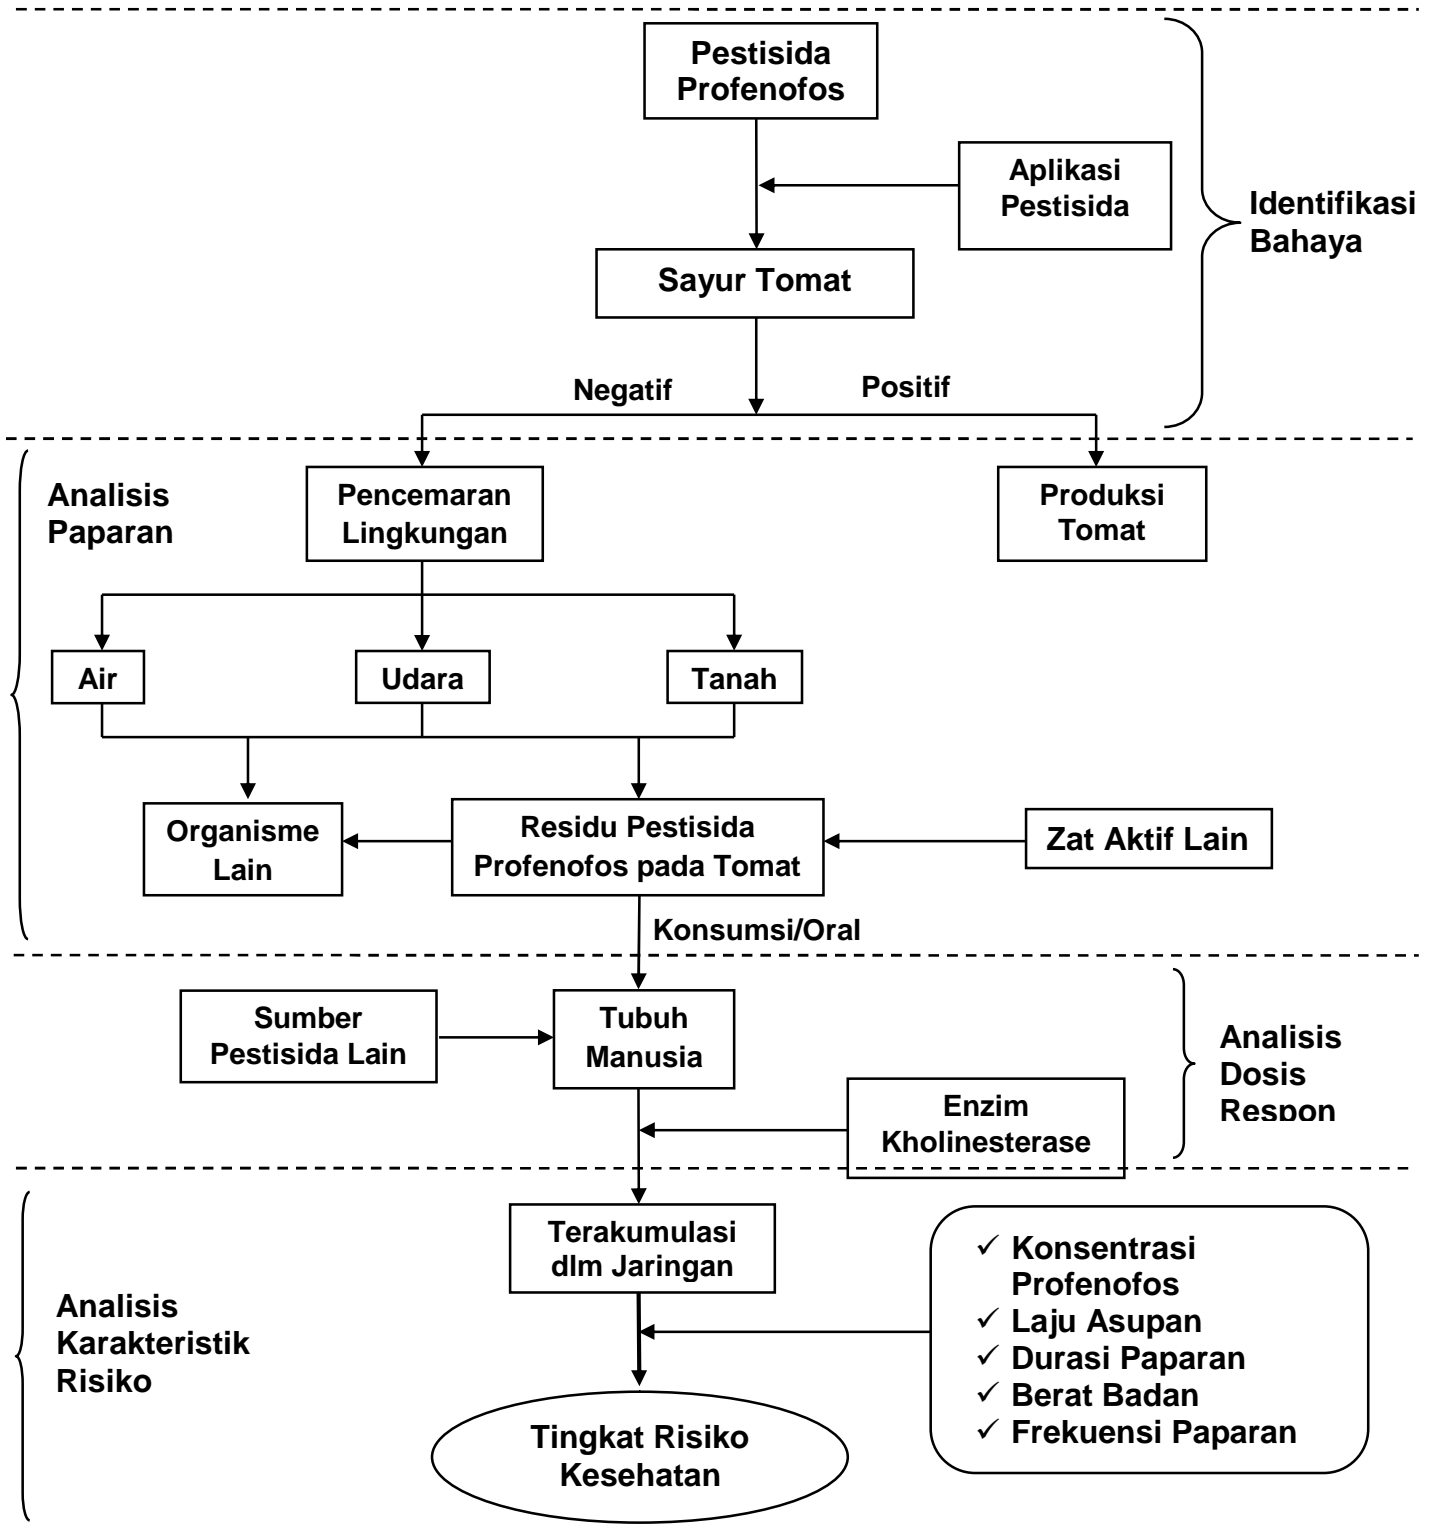 Pestisida
Profenofos
Aplikasi
Pestisida
Identifikasi
Bahaya
Sayur Tomat
Negatif
Positif
Analisis
Paparan
Pencemaran
Lingkungan
Produksi
Tomat
Air
Udara
Tanah
Organisme
Lain
Residu Pestisida
Profenofos pada Tomat
Zat Aktif Lain
Konsumsi/Oral
Sumber
Pestisida Lain
Tubuh
Manusia
Analisis
Dosis
Respon
Enzim
Kholinesterase
Terakumulasi
dlm Jaringan
Analisis
Karakteristik
Risiko
✓ Konsentrasi
Profenofos
✓ Laju Asupan
✓ Durasi Paparan
✓ Berat Badan
✓ Frekuensi Paparan
Tingkat Risiko
Kesehatan